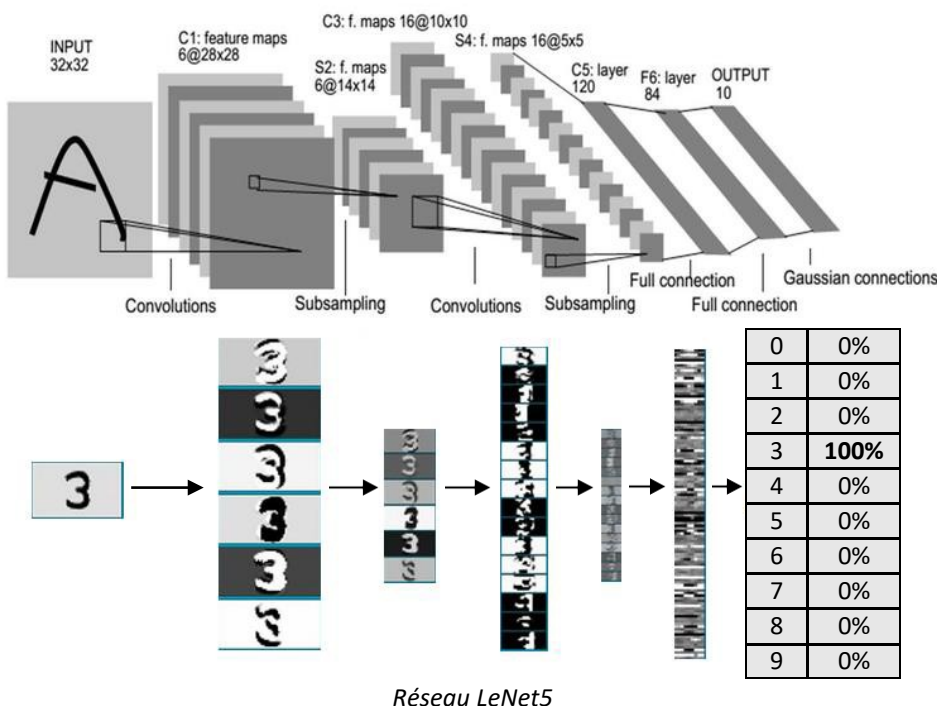 INPUT
32x32
C1: feature maps
6@28x28
S2: f. maps
6@14x14
C3: f. maps 16@10x10
S4: f. maps 16@5x5
C5: layer
120
F6: layer
84
OUTPUT
10
A
Convolutions
Subsampling
Convolutions
Subsampling
Full connection
Full connection
Gaussian connections
3
0 0%
1 0%
2 0%
3 100%
4 0%
5 0%
6 0%
7 0%
8 0%
9 0%
Réseau LeNet5